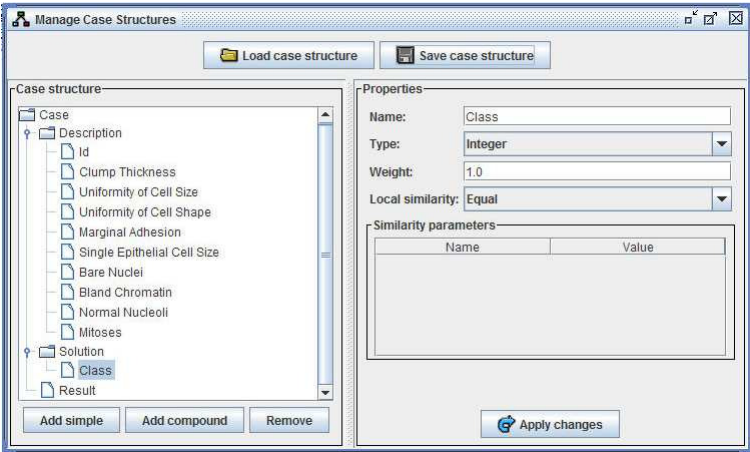 Manage Case Structures
Load case structure
Save case structure
Case structure
Case
Description
Id
Clump Thickness
Uniformity of Cell Size
Uniformity of Cell Shape
Marginal Adhesion
Single Epithelial Cell Size
Bare Nuclei
Bland Chromatin
Normal Nucleoli
Mitoses
Solution
Class
Result
Add simple
Add compound
Remove
Properties
Name: Class
Type: Integer
Weight: 1.0
Local similarity: Equal
Similarity parameters
Name Value
Apply changes